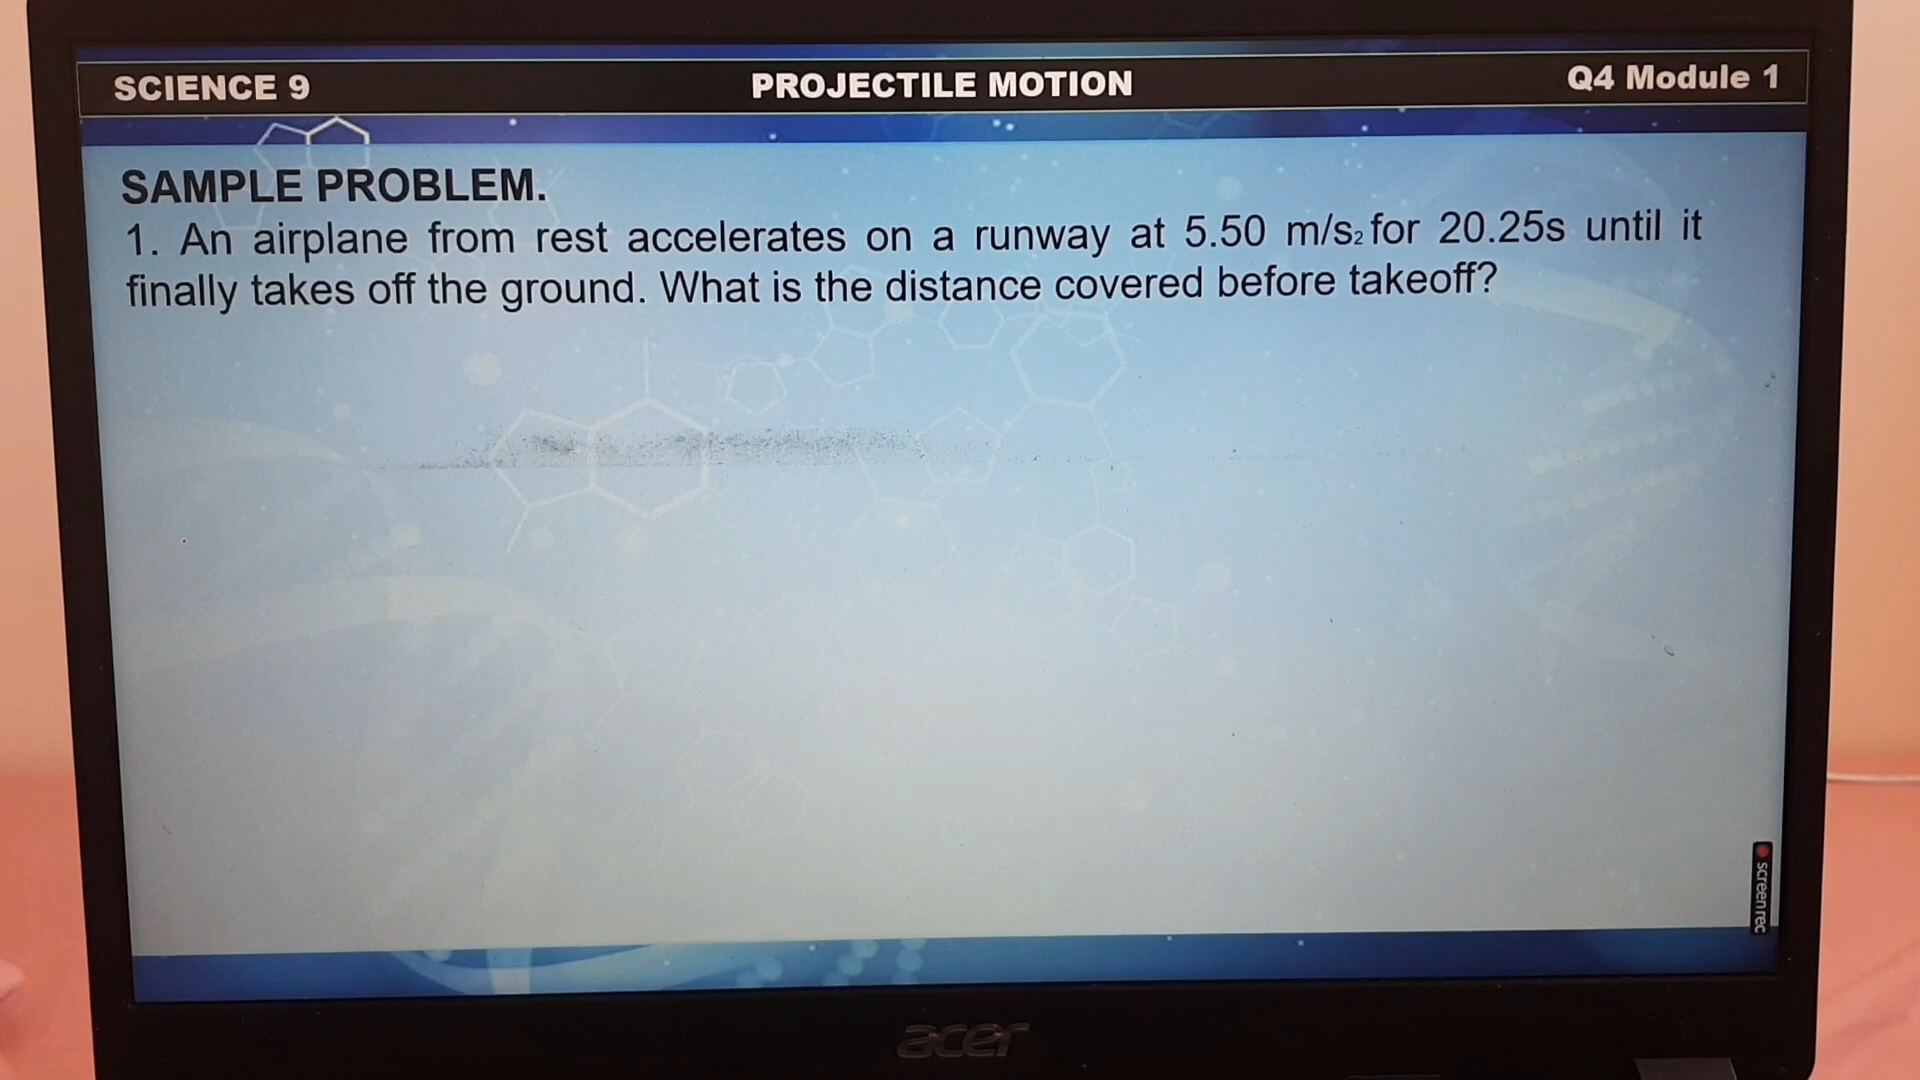 SCIENCE 9 PROJECTILE MOTION Q4 Module 1
SAMPLE PROBLEM.
1. An airplane from rest accelerates on a runway at 5.50 m/s₂ for 20.25s until it
finally takes off the ground. What is the distance covered before takeoff?
screenrec
acer